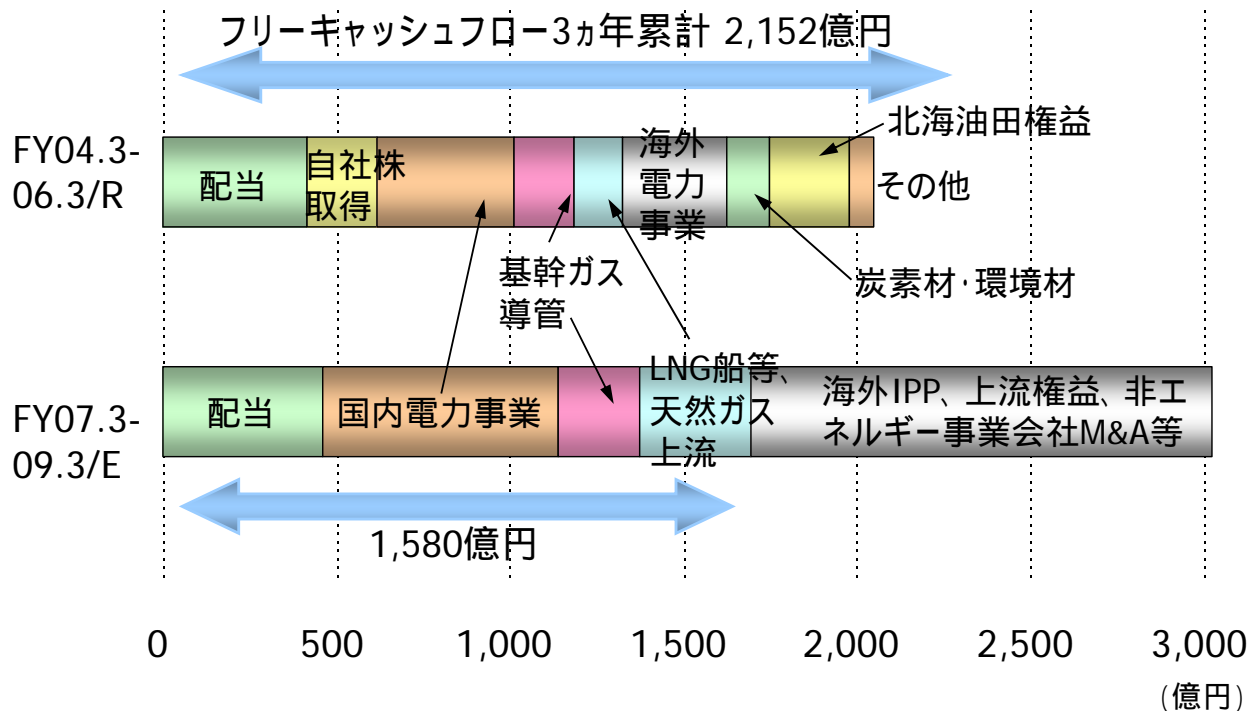 フリーキャッシュフロー3ヵ年累計 2,152億円
北海油田権益
FY04.3-
06.3/R
配当
自社株
取得
海外
電力
事業
その他
基幹ガス
導管
炭素材・環境材
FY07.3-
09.3/E
配当
国内電力事業
LNG船等、
天然ガス
上流
海外IPP、上流権益、非エ
ネルギー事業会社M&A等
1,580億円
0 500 1,000 1,500 2,000 2,500 3,000
(億円)